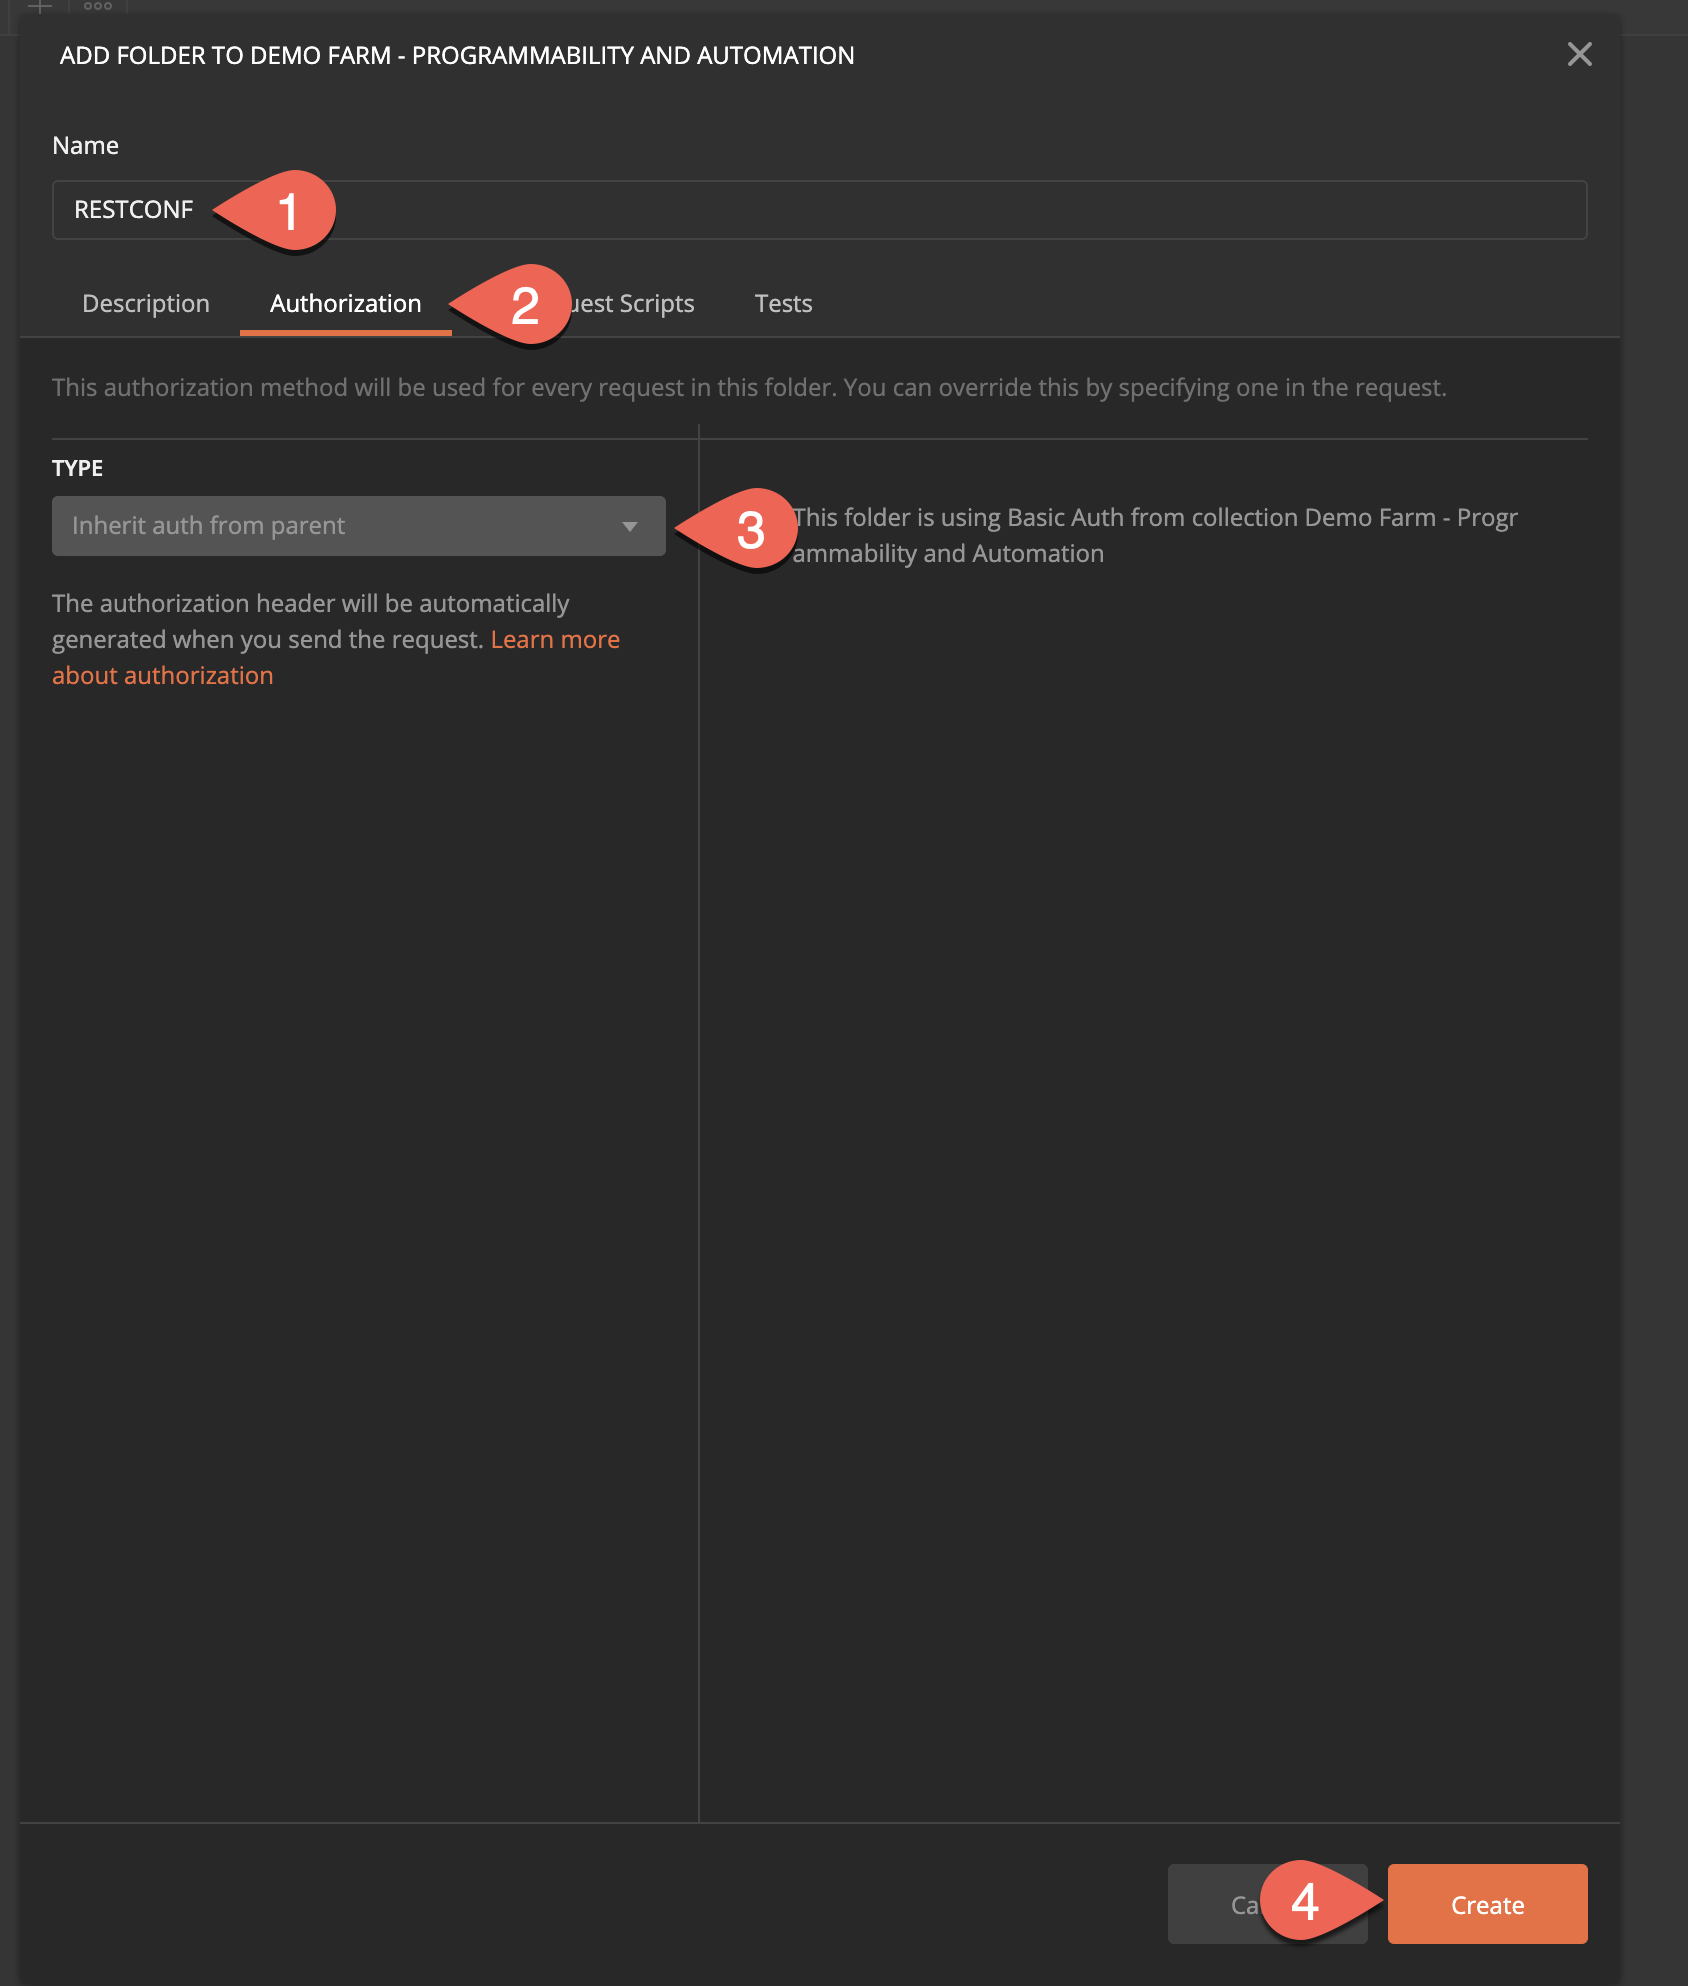 ADD FOLDER TO DEMO FARM - PROGRAMMABILITY AND AUTOMATION
Name
RESTCONF
1
Description Authorization 2 Scripts Tests
This authorization method will be used for every request in this folder. You can override this by specifying one in the request.
TYPE
Inherit auth from parent
3
This folder is using Basic Auth from collection Demo Farm - Progr
ammability and Automation
The authorization header will be automatically
generated when you send the request. Learn more
about authorization
4
Create